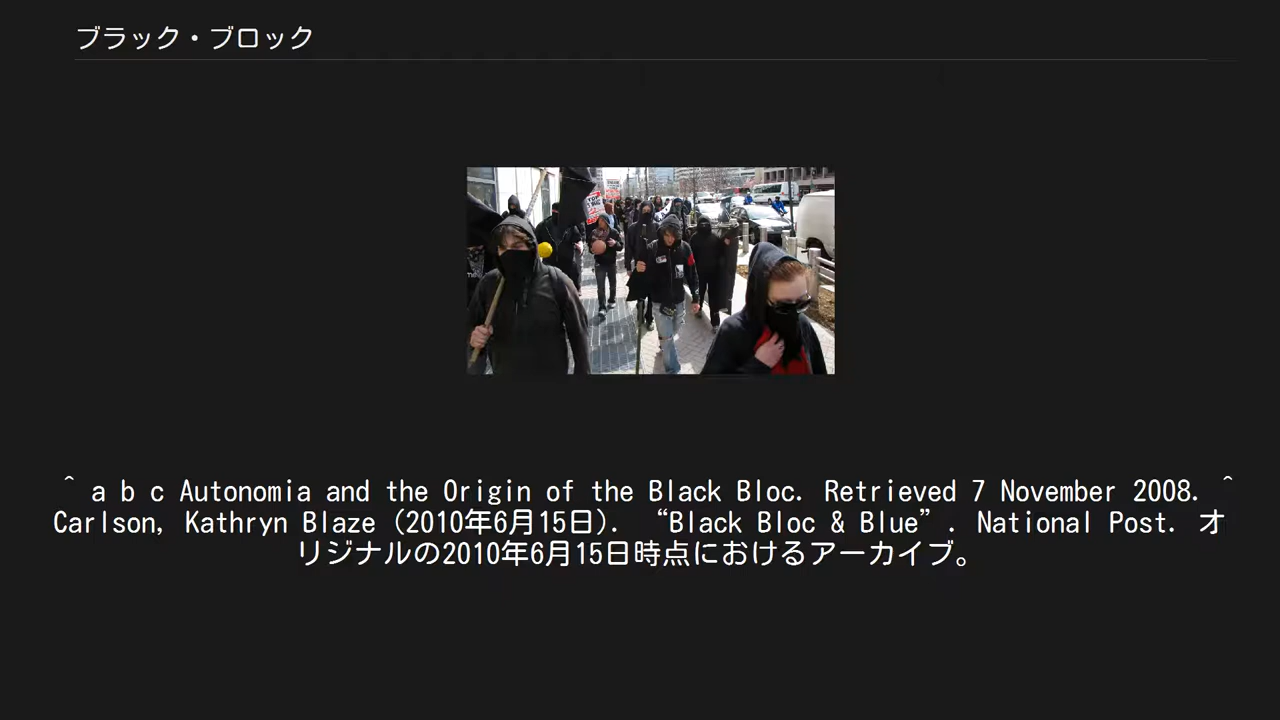 ブラック・ブロック
^ a b c Autonomia and the Origin of the Black Bloc. Retrieved 7 November 2008. ^
Carlson, Kathryn Blaze (2010年6月15日). “Black Bloc & Blue”. National Post. オ
リジナルの2010年6月15日時点におけるアーカイブ。